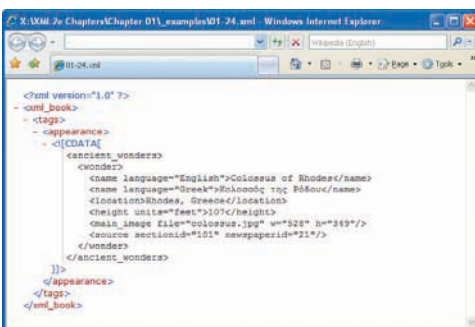 X:\XML 2e Chapters\Chapter 01\_examples\01-24.xml - Windows Internet Explorer
Wikipedia (English)
01-24.xml
Page
Tools
<?xml version="1.0" ?>
- <xml_book>
- <tags>
- <appearance>
- <![CDATA[
<ancient_wonders>
<wonder>
<name language="English">Colossus of Rhodes</name>
<name language="Greek">Κολοσσός της Ρόδου</name>
<location>Rhodes, Greece</location>
<height units="feet">107</height>
<main_image file="colossus.jpg" w="528" h="349"/>
<source sectionid="101" newspaperid="21"/>
</wonder>
</ancient_wonders>
]]>
</appearance>
</tags>
</xml_book>